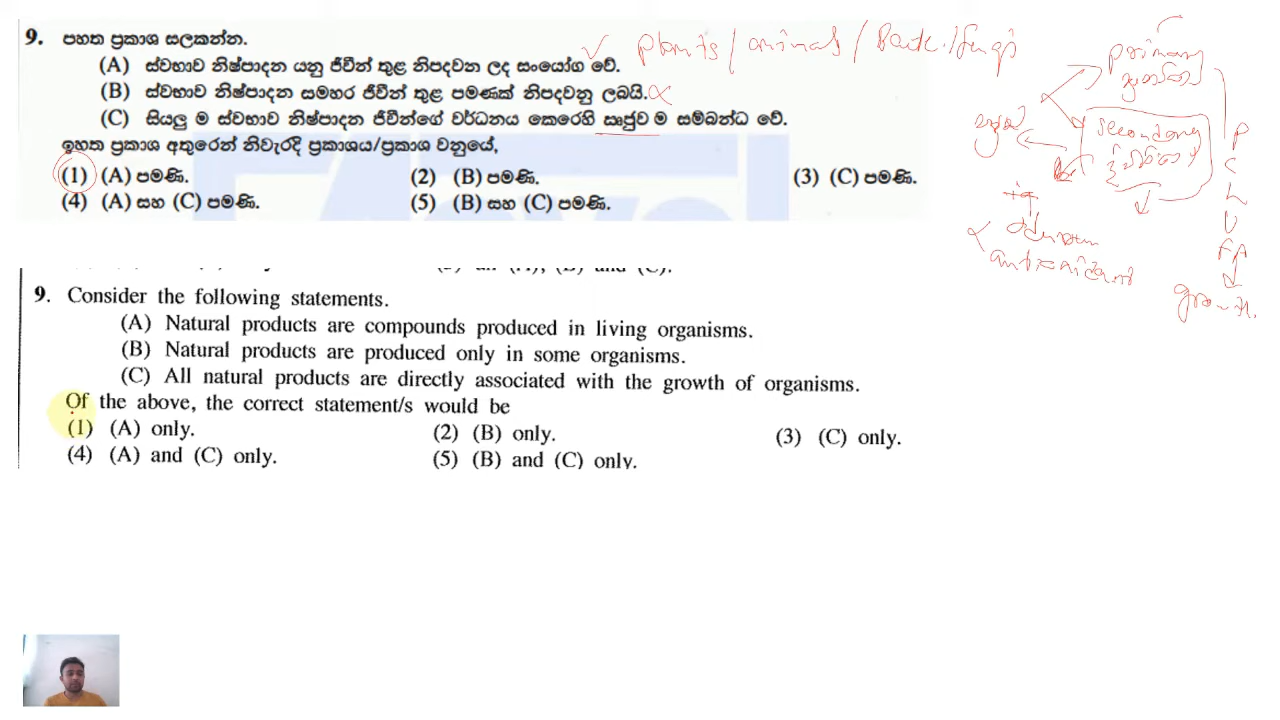 9. පහත ප්‍රකාශ සලකන්න.
(A) ස්වභාව නිෂ්පාදන යනු ජීවීන් තුළ නිපදවන ලද සංයෝග වේ.
(B) ස්වභාව නිෂ්පාදන සමහර ජීවීන් තුළ පමණක් නිපදවනු ලබයි.
(C) සියලු ම ස්වභාව නිෂ්පාදන ජීවීන්ගේ වර්ධනය කෙරෙහි ඍජුව ම සම්බන්ධ වේ.
ඉහත ප්‍රකාශ අතුරෙන් නිවැරදි ප්‍රකාශය/ප්‍රකාශ වනුයේ,
(1) (A) පමණි. (2) (B) පමණි. (3) (C) පමණි.
(4) (A) සහ (C) පමණි. (5) (B) සහ (C) පමණි.
plants / animals / Bact. / fungi
primary
secondary
P
C
L
V
FA
antioxidant
growth.
9. Consider the following statements.
(A) Natural products are compounds produced in living organisms.
(B) Natural products are produced only in some organisms.
(C) All natural products are directly associated with the growth of organisms.
Of the above, the correct statement/s would be
(1) (A) only. (2) (B) only. (3) (C) only.
(4) (A) and (C) only. (5) (B) and (C) only.